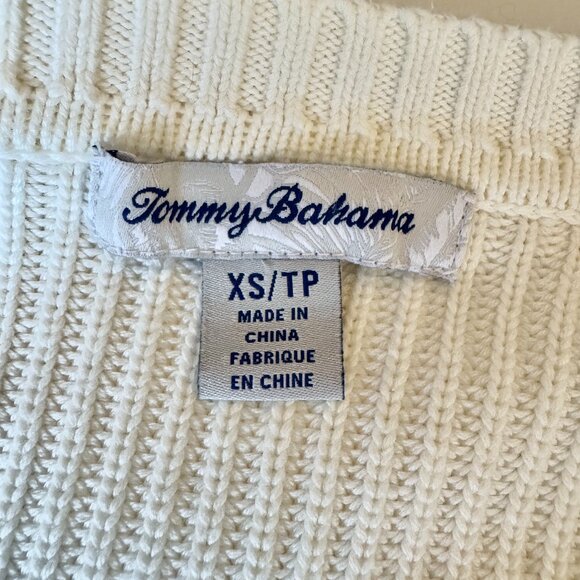 Tommy Bahama
XS/TP
MADE IN
CHINA
FABRIQUE
EN CHINE